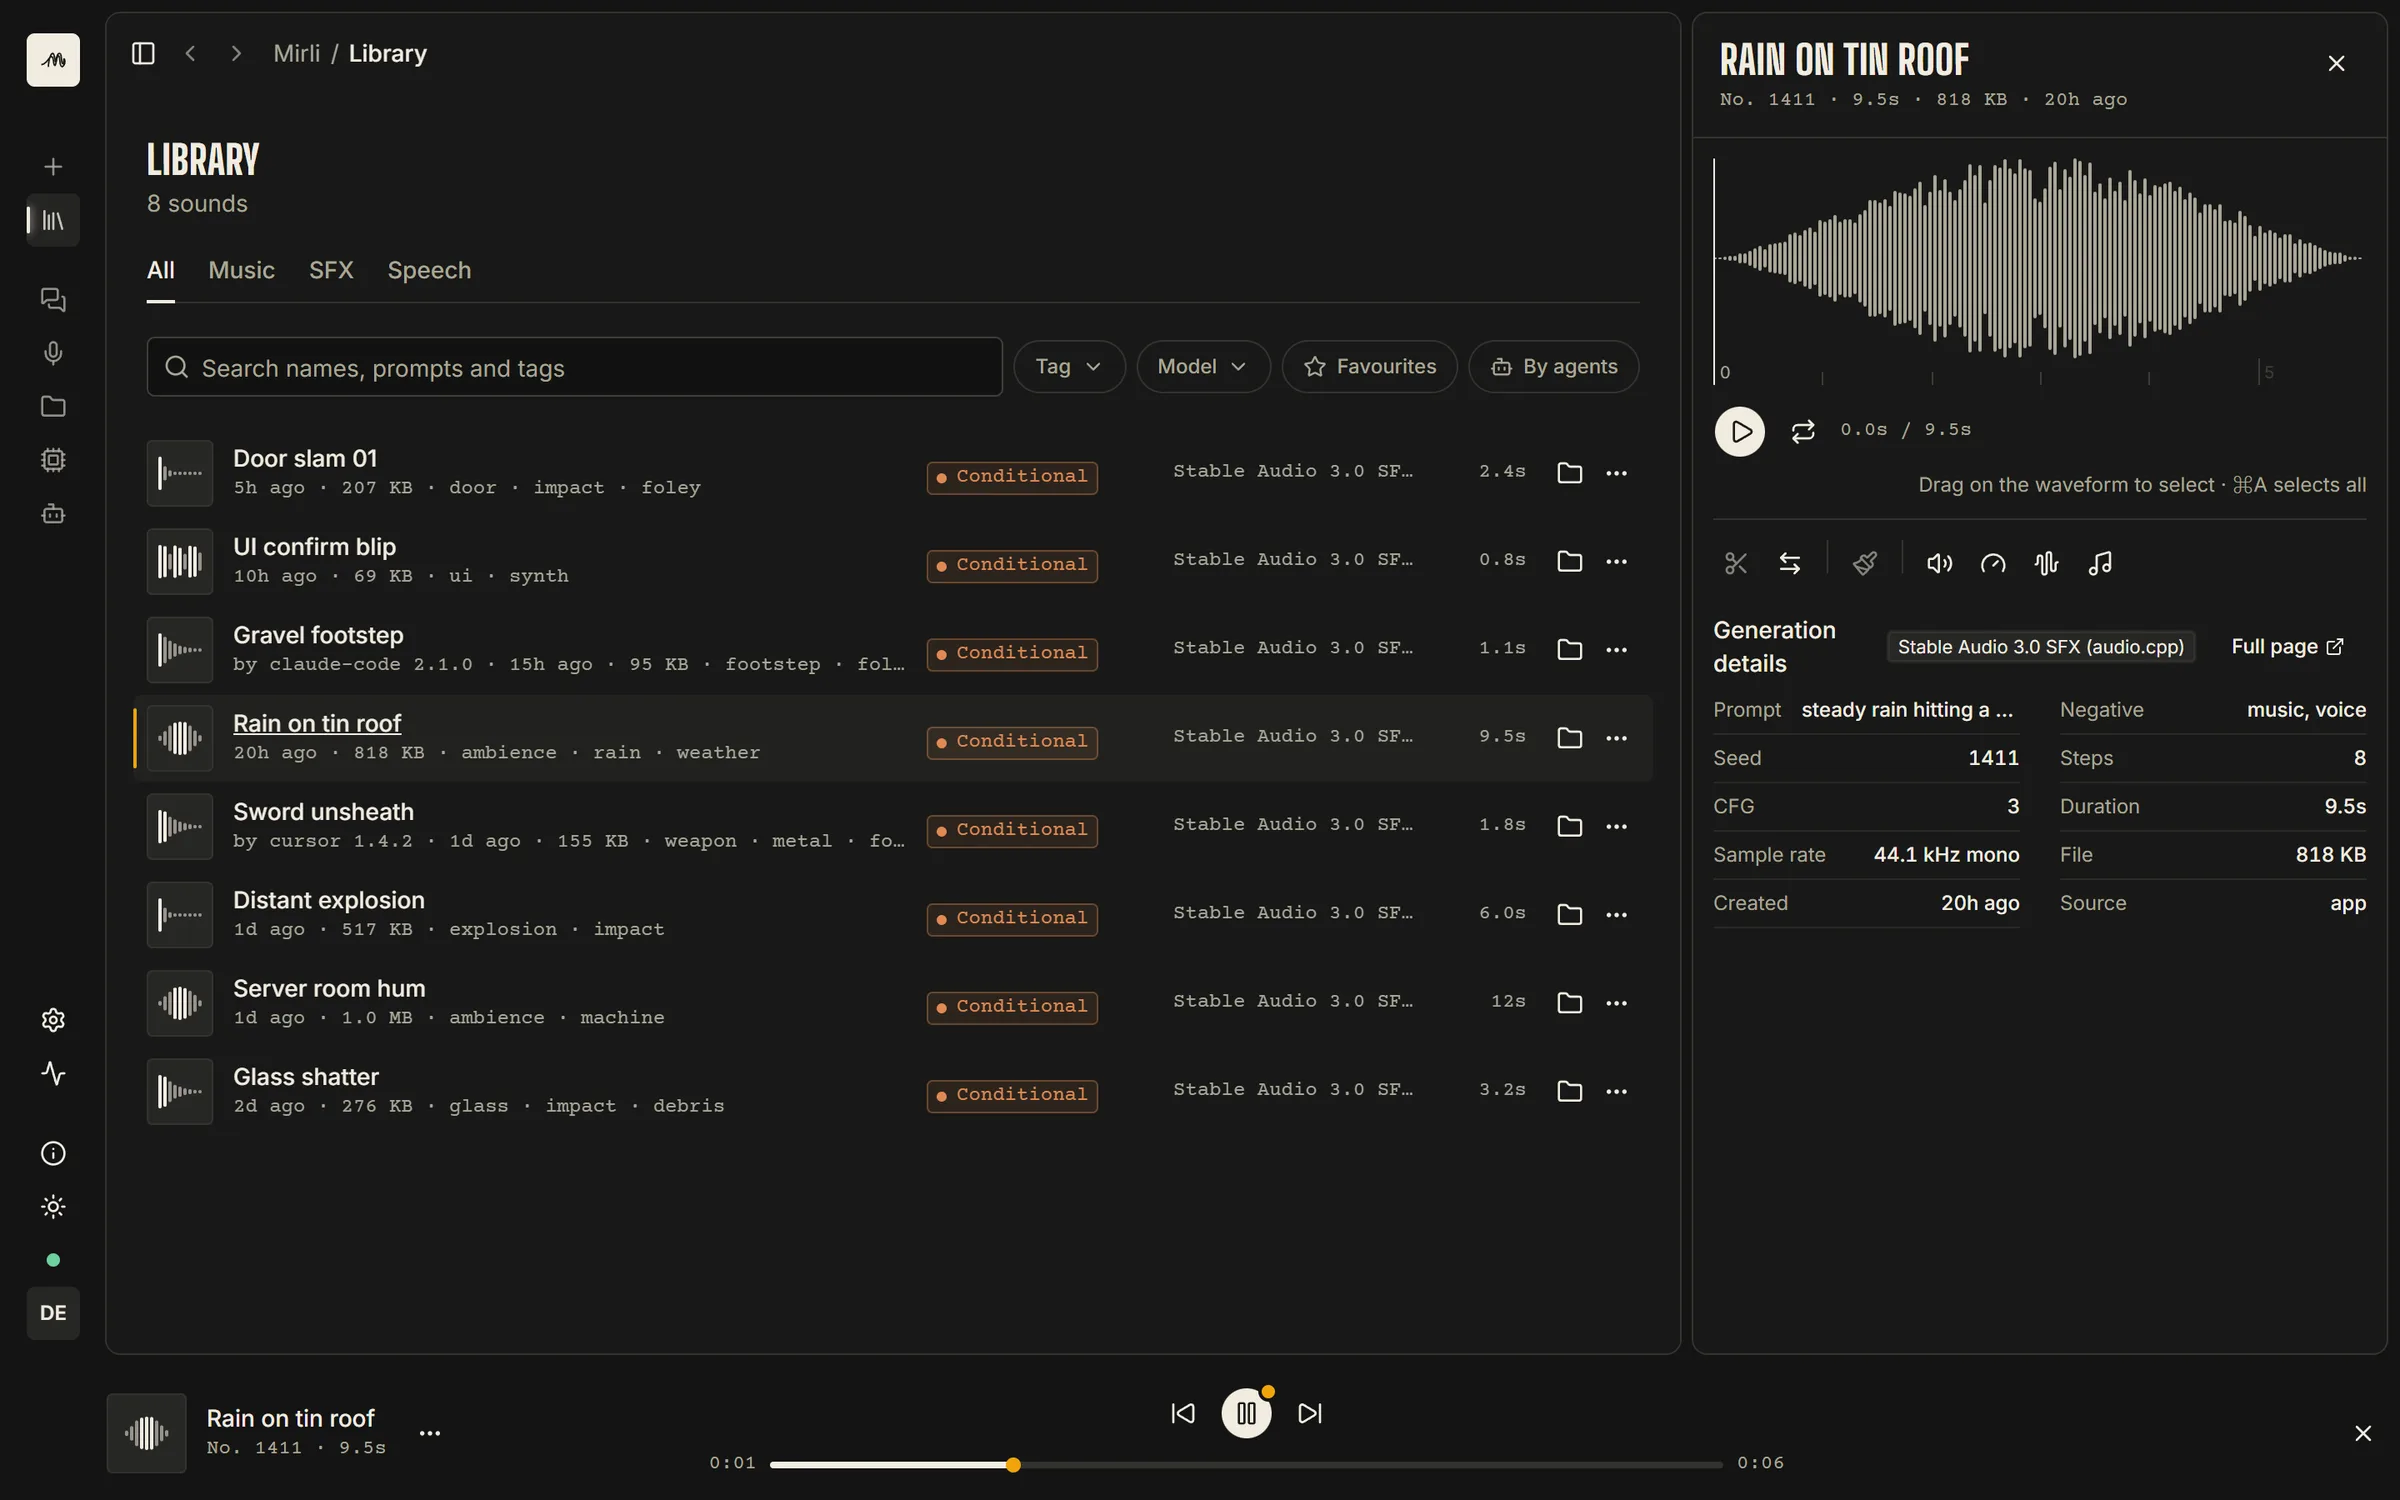 Mirli / Library
LIBRARY
8 sounds
All Music SFX Speech
Search names, prompts and tags
Tag Model Favourites By agents
Door slam 01
5h ago · 207 KB · door · impact · foley
Conditional
Stable Audio 3.0 SF…
2.4s
UI confirm blip
10h ago · 69 KB · ui · synth
Conditional
Stable Audio 3.0 SF…
0.8s
Gravel footstep
by claude-code 2.1.0 · 15h ago · 95 KB · footstep · fol…
Conditional
Stable Audio 3.0 SF…
1.1s
Rain on tin roof
20h ago · 818 KB · ambience · rain · weather
Conditional
Stable Audio 3.0 SF…
9.5s
Sword unsheath
by cursor 1.4.2 · 1d ago · 155 KB · weapon · metal · fo…
Conditional
Stable Audio 3.0 SF…
1.8s
Distant explosion
1d ago · 517 KB · explosion · impact
Conditional
Stable Audio 3.0 SF…
6.0s
Server room hum
1d ago · 1.0 MB · ambience · machine
Conditional
Stable Audio 3.0 SF…
12s
Glass shatter
2d ago · 276 KB · glass · impact · debris
Conditional
Stable Audio 3.0 SF…
3.2s
DE
RAIN ON TIN ROOF
No. 1411 · 9.5s · 818 KB · 20h ago
0 5
0.0s / 9.5s
Drag on the waveform to select · ⌘A selects all
Generation details
Stable Audio 3.0 SFX (audio.cpp)
Full page
Prompt steady rain hitting a ...
Negative music, voice
Seed 1411
Steps 8
CFG 3
Duration 9.5s
Sample rate 44.1 kHz mono
File 818 KB
Created 20h ago
Source app
Rain on tin roof
No. 1411 · 9.5s
0:01
0:06